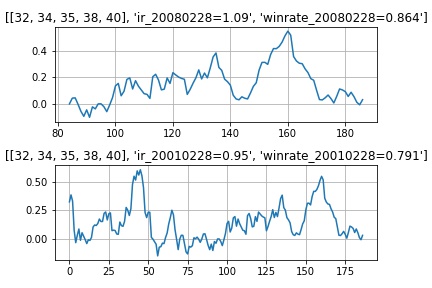 [[32, 34, 35, 38, 40], 'ir_20080228=1.09', 'winrate_20080228=0.864']
0.4
0.2
0.0
80 100 120 140 160 180
[[32, 34, 35, 38, 40], 'ir_20010228=0.95', 'winrate_20010228=0.791']
0.50
0.25
0.00
0 25 50 75 100 125 150 175